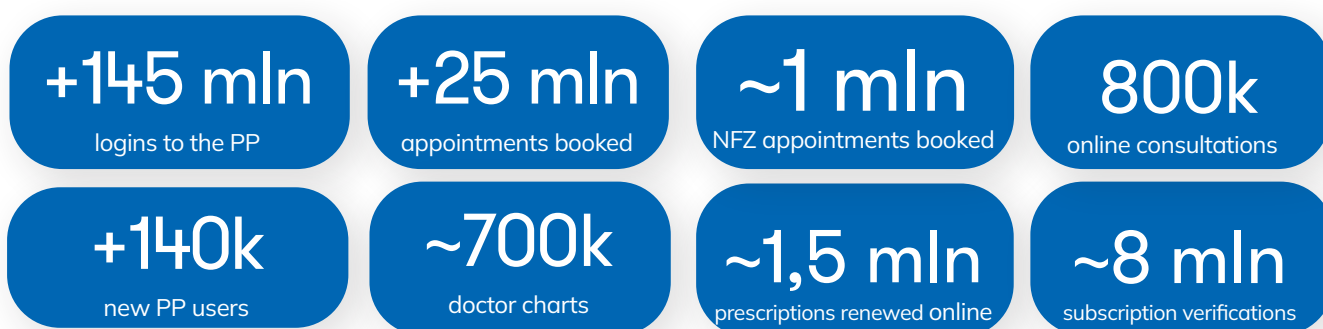 +145 mln
logins to the PP
+25 mln
appointments booked
~1 mln
NFZ appointments booked
800k
online consultations
+140k
new PP users
~700k
doctor charts
~1,5 mln
prescriptions renewed online
~8 mln
subscription verifications